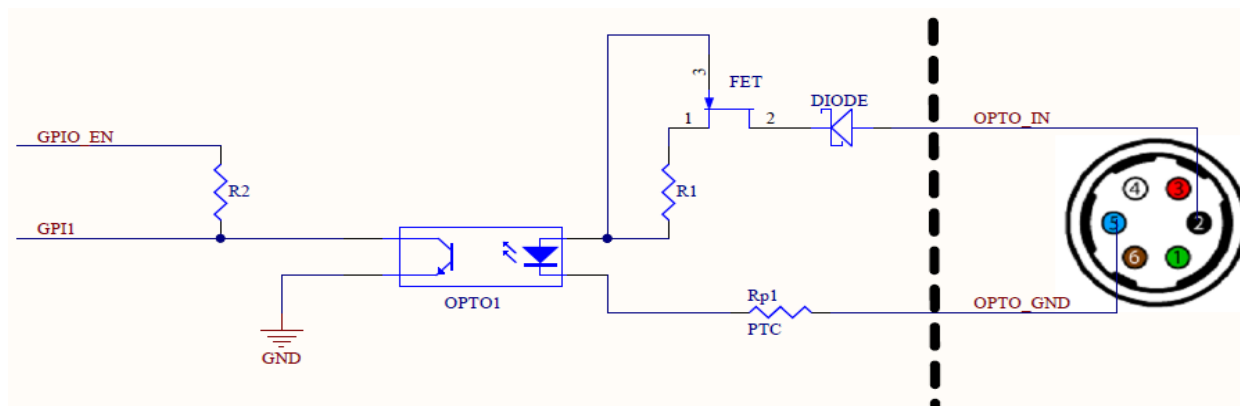 3
FET
DIODE
1
2
OPTO_IN
GPIO_EN
R2
R1
4
3
GPI1
5
2
6
1
OPTO1
Rp1
PTC
OPTO_GND
GND